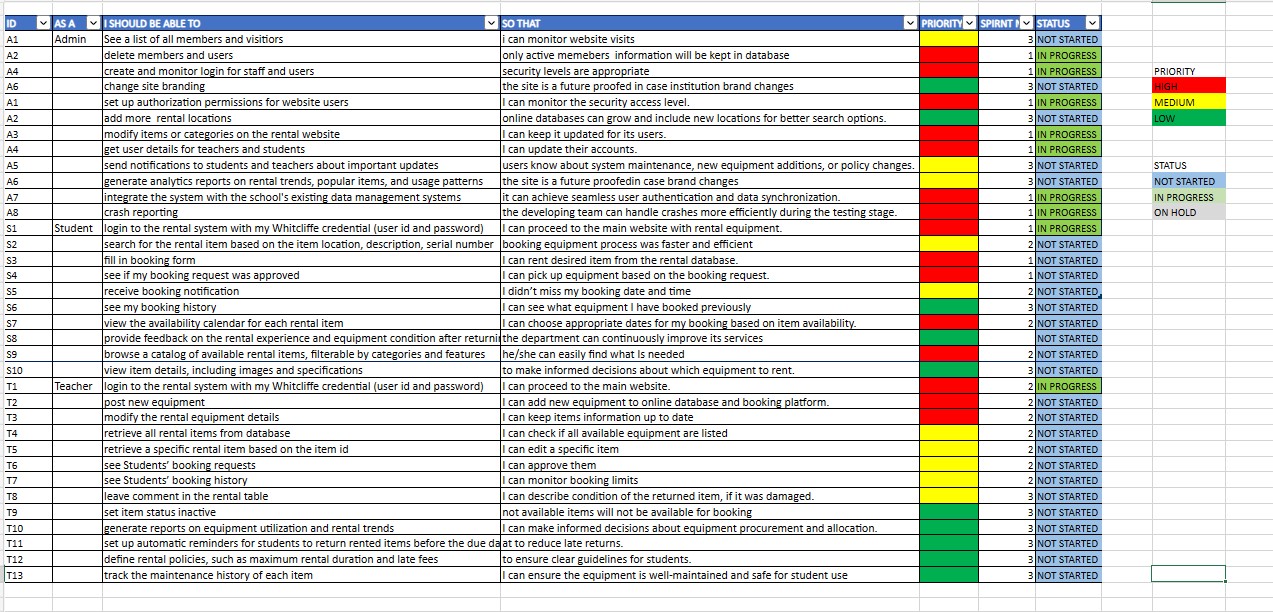 ID AS A I SHOULD BE ABLE TO SO THAT PRIORITY SPIRNT N STATUS
A1 Admin See a list of all members and visitiors i can monitor website visits 3 NOT STARTED
A2 delete members and users only active memebers information will be kept in database 1 IN PROGRESS
A4 create and monitor login for staff and users security levels are appropriate 1 IN PROGRESS PRIORITY
A6 change site branding the site is a future proofed in case institution brand changes 3 NOT STARTED HIGH
A1 set up authorization permissions for website users I can monitor the security access level. 1 IN PROGRESS MEDIUM
A2 add more rental locations online databases can grow and include new locations for better search options. 3 NOT STARTED LOW
A3 modify items or categories on the rental website I can keep it updated for its users. 1 IN PROGRESS
A4 get user details for teachers and students I can update their accounts. 1 IN PROGRESS
A5 send notifications to students and teachers about important updates users know about system maintenance, new equipment additions, or policy changes. 3 NOT STARTED STATUS
A6 generate analytics reports on rental trends, popular items, and usage patterns the site is a future proofedin case brand changes 3 NOT STARTED NOT STARTED
A7 integrate the system with the school's existing data management systems it can achieve seamless user authentication and data synchronization. 1 IN PROGRESS IN PROGRESS
A8 crash reporting the developing team can handle crashes more efficiently during the testing stage. 1 IN PROGRESS ON HOLD
S1 Student login to the rental system with my Whitcliffe credential (user id and password) I can proceed to the main website with rental equipment. 1 IN PROGRESS
S2 search for the rental item based on the item location, description, serial number booking equipment process was faster and efficient 2 NOT STARTED
S3 fill in booking form I can rent desired item from the rental database. 1 NOT STARTED
S4 see if my booking request was approved I can pick up equipment based on the booking request. 1 NOT STARTED
S5 receive booking notification I didn't miss my booking date and time 2 NOT STARTED
S6 see my booking history I can see what equipment I have booked previously 3 NOT STARTED
S7 view the availability calendar for each rental item I can choose appropriate dates for my booking based on item availability. 2 NOT STARTED
S8 provide feedback on the rental experience and equipment condition after returni the department can continuously improve its services NOT STARTED
S9 browse a catalog of available rental items, filterable by categories and features he/she can easily find what Is needed 2 NOT STARTED
S10 view item details, including images and specifications to make informed decisions about which equipment to rent. 3 NOT STARTED
T1 Teacher login to the rental system with my Whitcliffe credential (user id and password) I can proceed to the main website. 2 IN PROGRESS
T2 post new equipment I can add new equipment to online database and booking platform. 2 NOT STARTED
T3 modify the rental equipment details I can keep items information up to date 2 NOT STARTED
T4 retrieve all rental items from database I can check if all available equipment are listed 2 NOT STARTED
T5 retrieve a specific rental item based on the item id I can edit a specific item 2 NOT STARTED
T6 see Students' booking requests I can approve them 2 NOT STARTED
T7 see Students' booking history I can monitor booking limits 2 NOT STARTED
T8 leave comment in the rental table I can describe condition of the returned item, if it was damaged. 3 NOT STARTED
T9 set item status inactive not available items will not be available for booking 3 NOT STARTED
T10 generate reports on equipment utilization and rental trends I can make informed decisions about equipment procurement and allocation. 3 NOT STARTED
T11 set up automatic reminders for students to return rented items before the due da at to reduce late returns. 3 NOT STARTED
T12 define rental policies, such as maximum rental duration and late fees to ensure clear guidelines for students. 3 NOT STARTED
T13 track the maintenance history of each item I can ensure the equipment is well-maintained and safe for student use 3 NOT STARTED